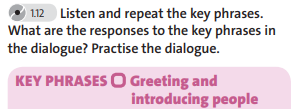 1.12 Listen and repeat the key phrases.
What are the responses to the key phrases in
the dialogue? Practise the dialogue.
KEY PHRASES Greeting and
introducing people